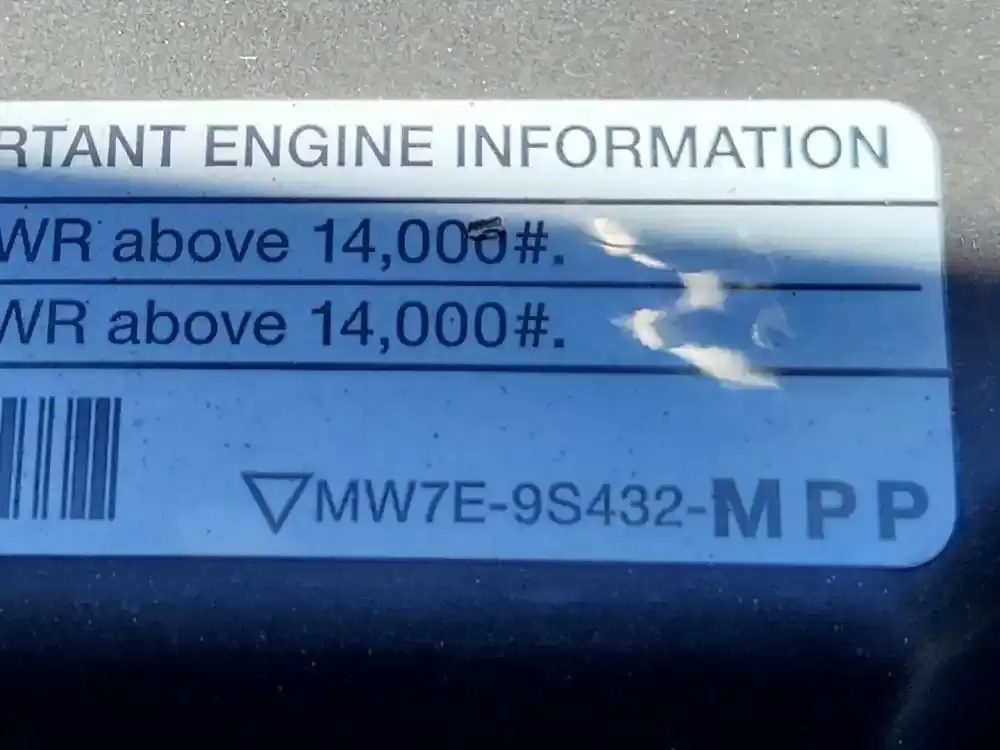 RTANT ENGINE INFORMATION
WR above 14,000#.
WR above 14,000#.
MW7E-9S432-MPP